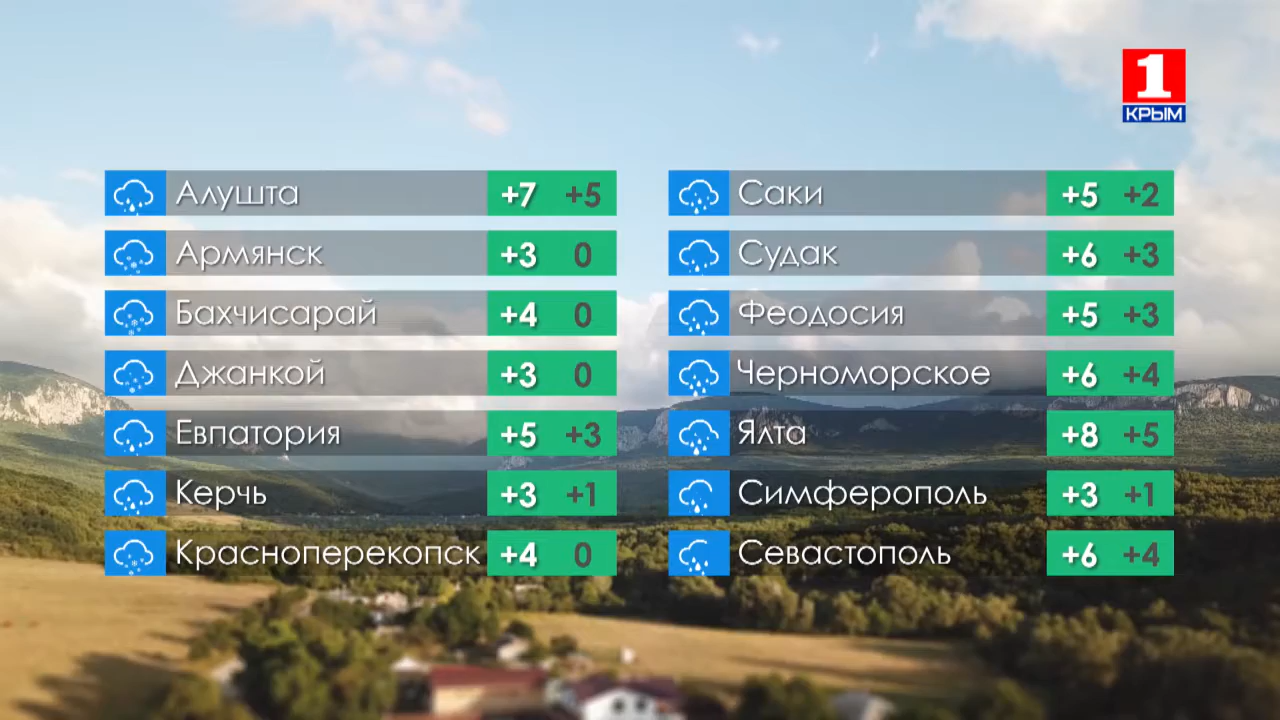 1
КРЫМ
Алушта +7 +5
Армянск +3 0
Бахчисарай +4 0
Джанкой +3 0
Евпатория +5 +3
Керчь +3 +1
Красноперекопск +4 0
Саки +5 +2
Судак +6 +3
Феодосия +5 +3
Черноморское +6 +4
Ялта +8 +5
Симферополь +3 +1
Севастополь +6 +4